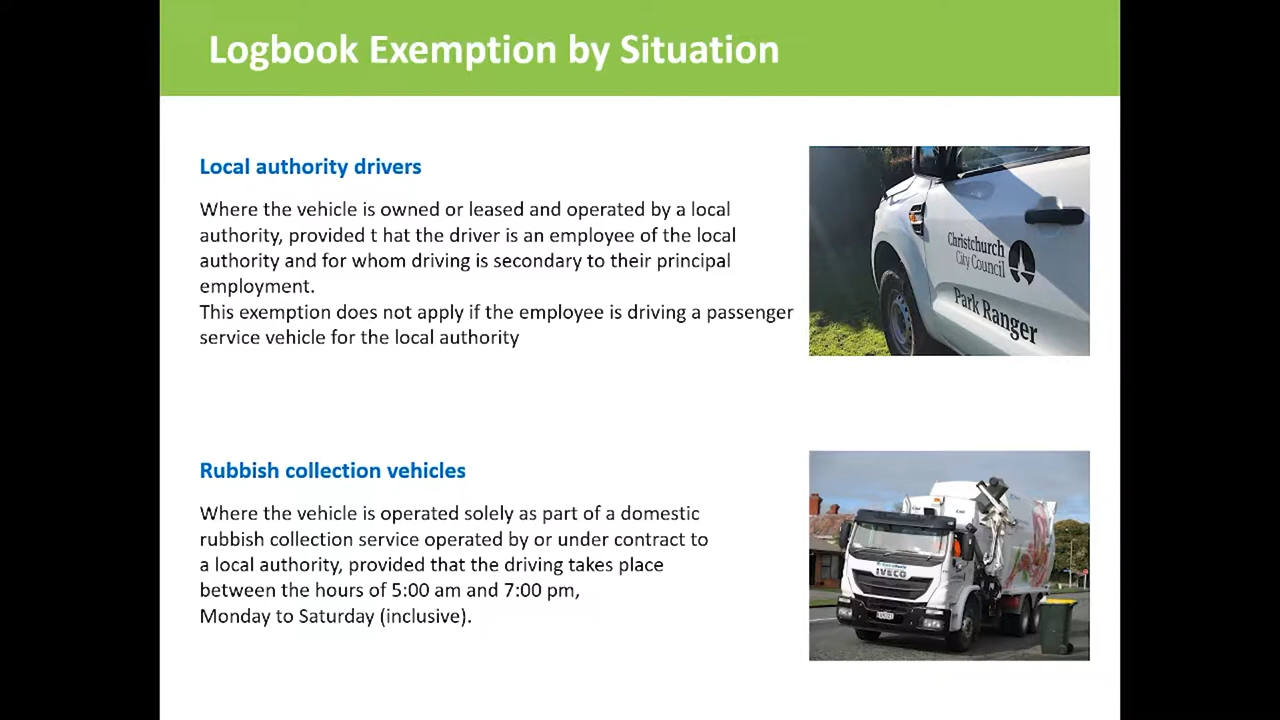 Logbook Exemption by Situation
Local authority drivers
Where the vehicle is owned or leased and operated by a local
authority, provided t hat the driver is an employee of the local
authority and for whom driving is secondary to their principal
employment.
This exemption does not apply if the employee is driving a passenger
service vehicle for the local authority
Christchurch
City Council
Park Ranger
Rubbish collection vehicles
Where the vehicle is operated solely as part of a domestic
rubbish collection service operated by or under contract to
a local authority, provided that the driving takes place
between the hours of 5:00 am and 7:00 pm,
Monday to Saturday (inclusive).
IVECO